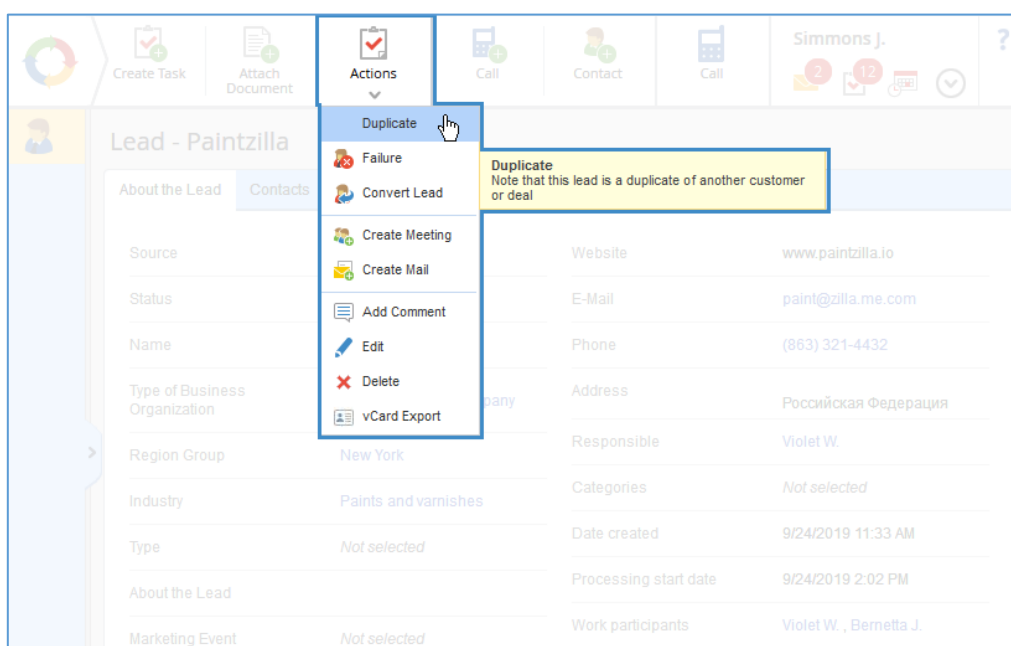 Create Task
Attach
Document
Actions
Call
Contact
Call
Simmons J.
2
12
?
Lead - Paintzilla
Duplicate
Failure
Convert Lead
Create Meeting
Create Mail
Add Comment
Edit
Delete
vCard Export
Duplicate
Note that this lead is a duplicate of another customer
or deal
About the Lead
Contacts
Source
Status
Name
Type of Business
Organization
pany
Region Group
New York
Industry
Paints and varnishes
Type
Not selected
About the Lead
Marketing Event
Not selected
Website
www.paintzilla.io
E-Mail
paint@zilla.me.com
Phone
(863) 321-4432
Address
Российская Федерация
Responsible
Violet W.
Categories
Not selected
Date created
9/24/2019 11:33 AM
Processing start date
9/24/2019 2:02 PM
Work participants
Violet W. , Bernetta J.